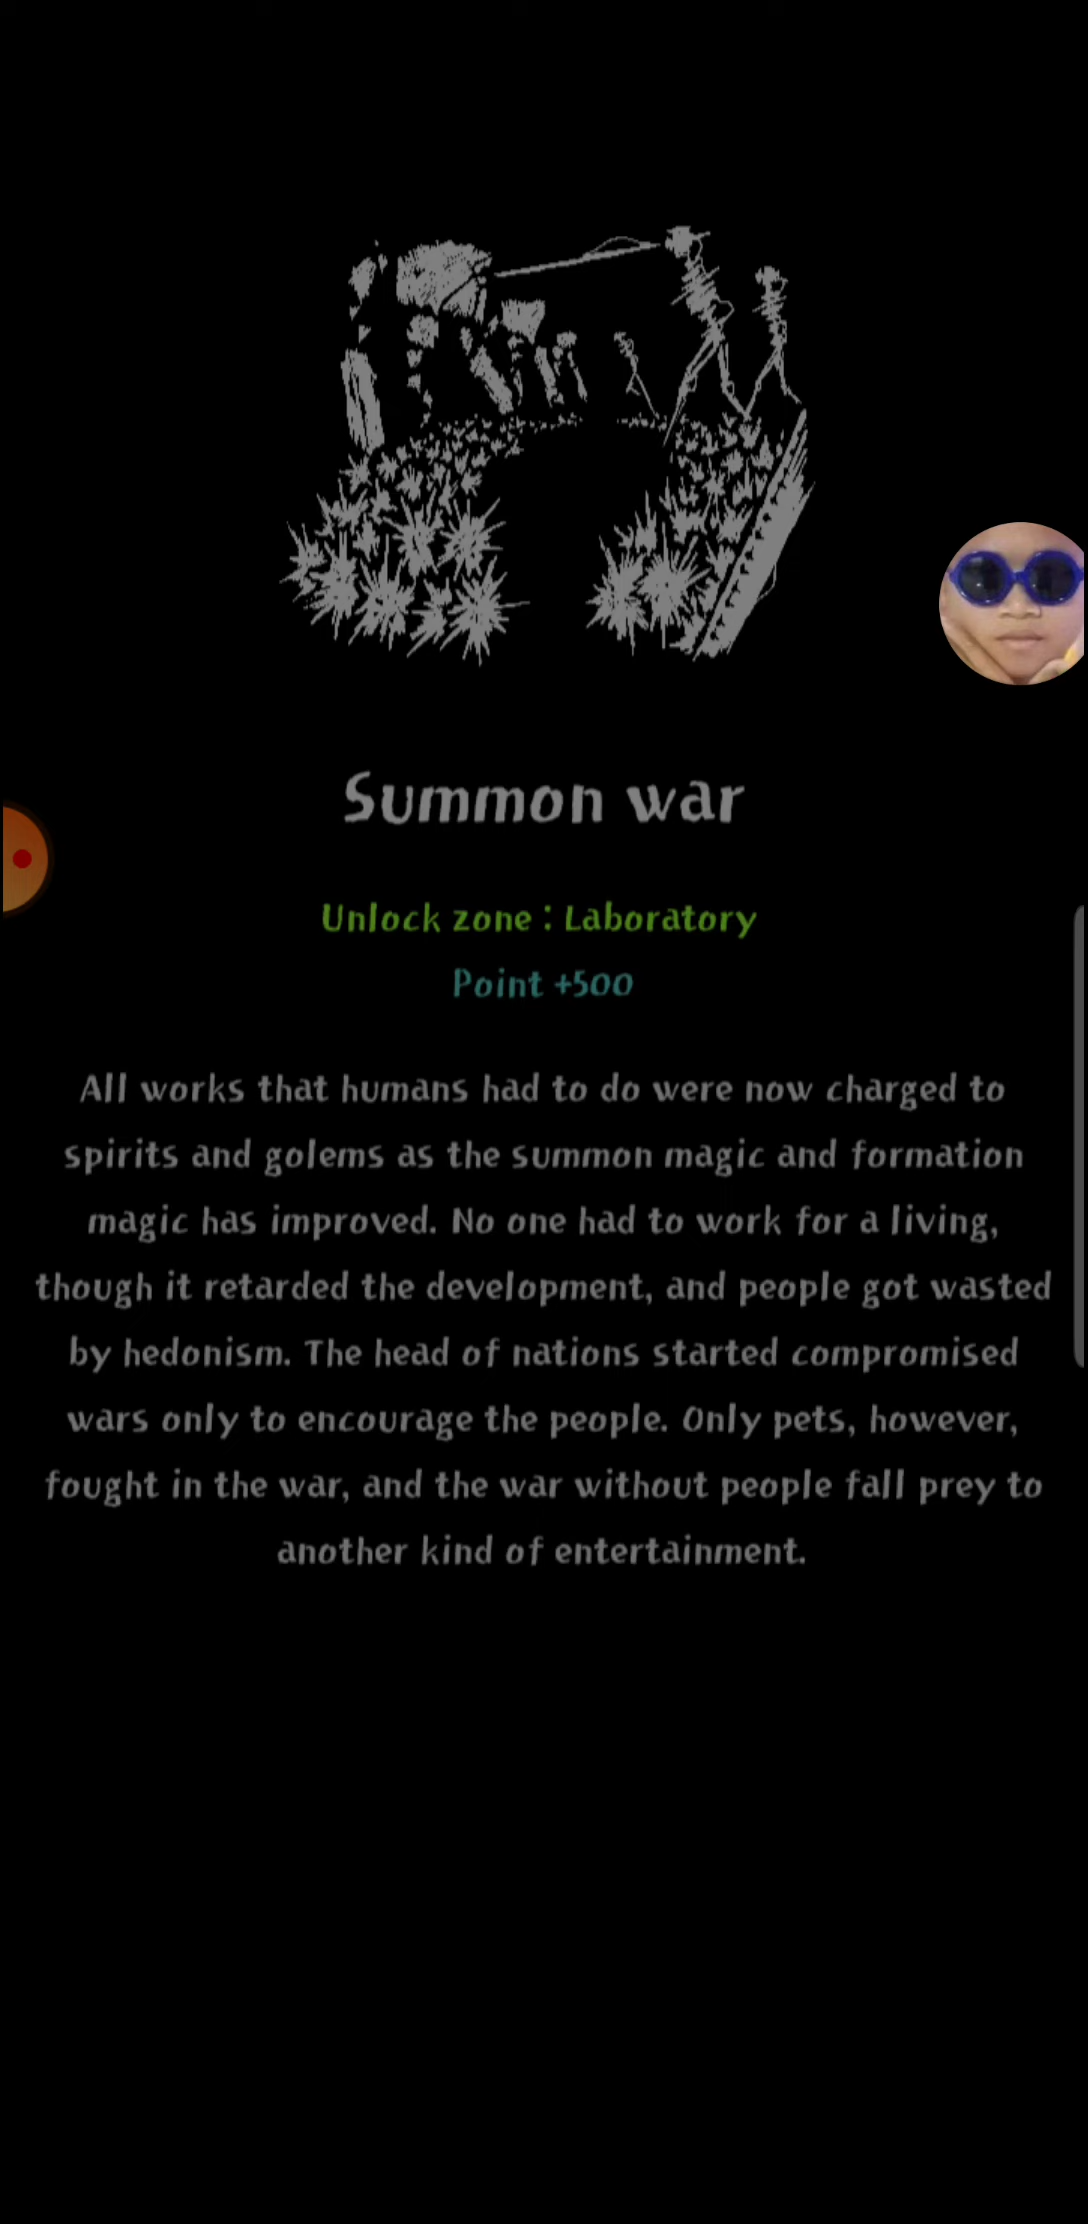 Summon war
Unlock zone : Laboratory
Point +500
All works that humans had to do were now charged to
spirits and golems as the summon magic and formation
magic has improved. No one had to work for a living,
though it retarded the development, and people got wasted
by hedonism. The head of nations started compromised
wars only to encourage the people. Only pets, however,
fought in the war, and the war without people fall prey to
another kind of entertainment.